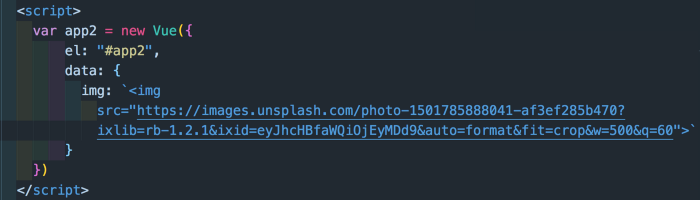 <script>
var app2 = new Vue({
el: "#app2",
data: {
img: `<img
src="https://images.unsplash.com/photo-1501785888041-af3ef285b470?
ixlib=rb-1.2.1&ixid=eyJhcHBfaWQiOjEyMDd9&auto=format&fit=crop&w=500&q=60">`
}
})
</script>